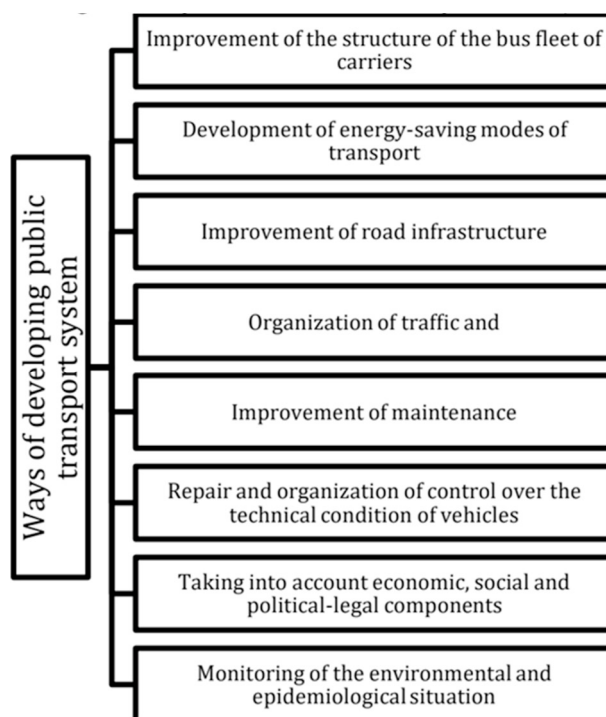 Ways of developing public
transport system
Improvement of the structure of the bus fleet of
carriers
Development of energy-saving modes of
transport
Improvement of road infrastructure
Organization of traffic and
Improvement of maintenance
Repair and organization of control over the
technical condition of vehicles
Taking into account economic, social and
political-legal components
Monitoring of the environmental and
epidemiological situation